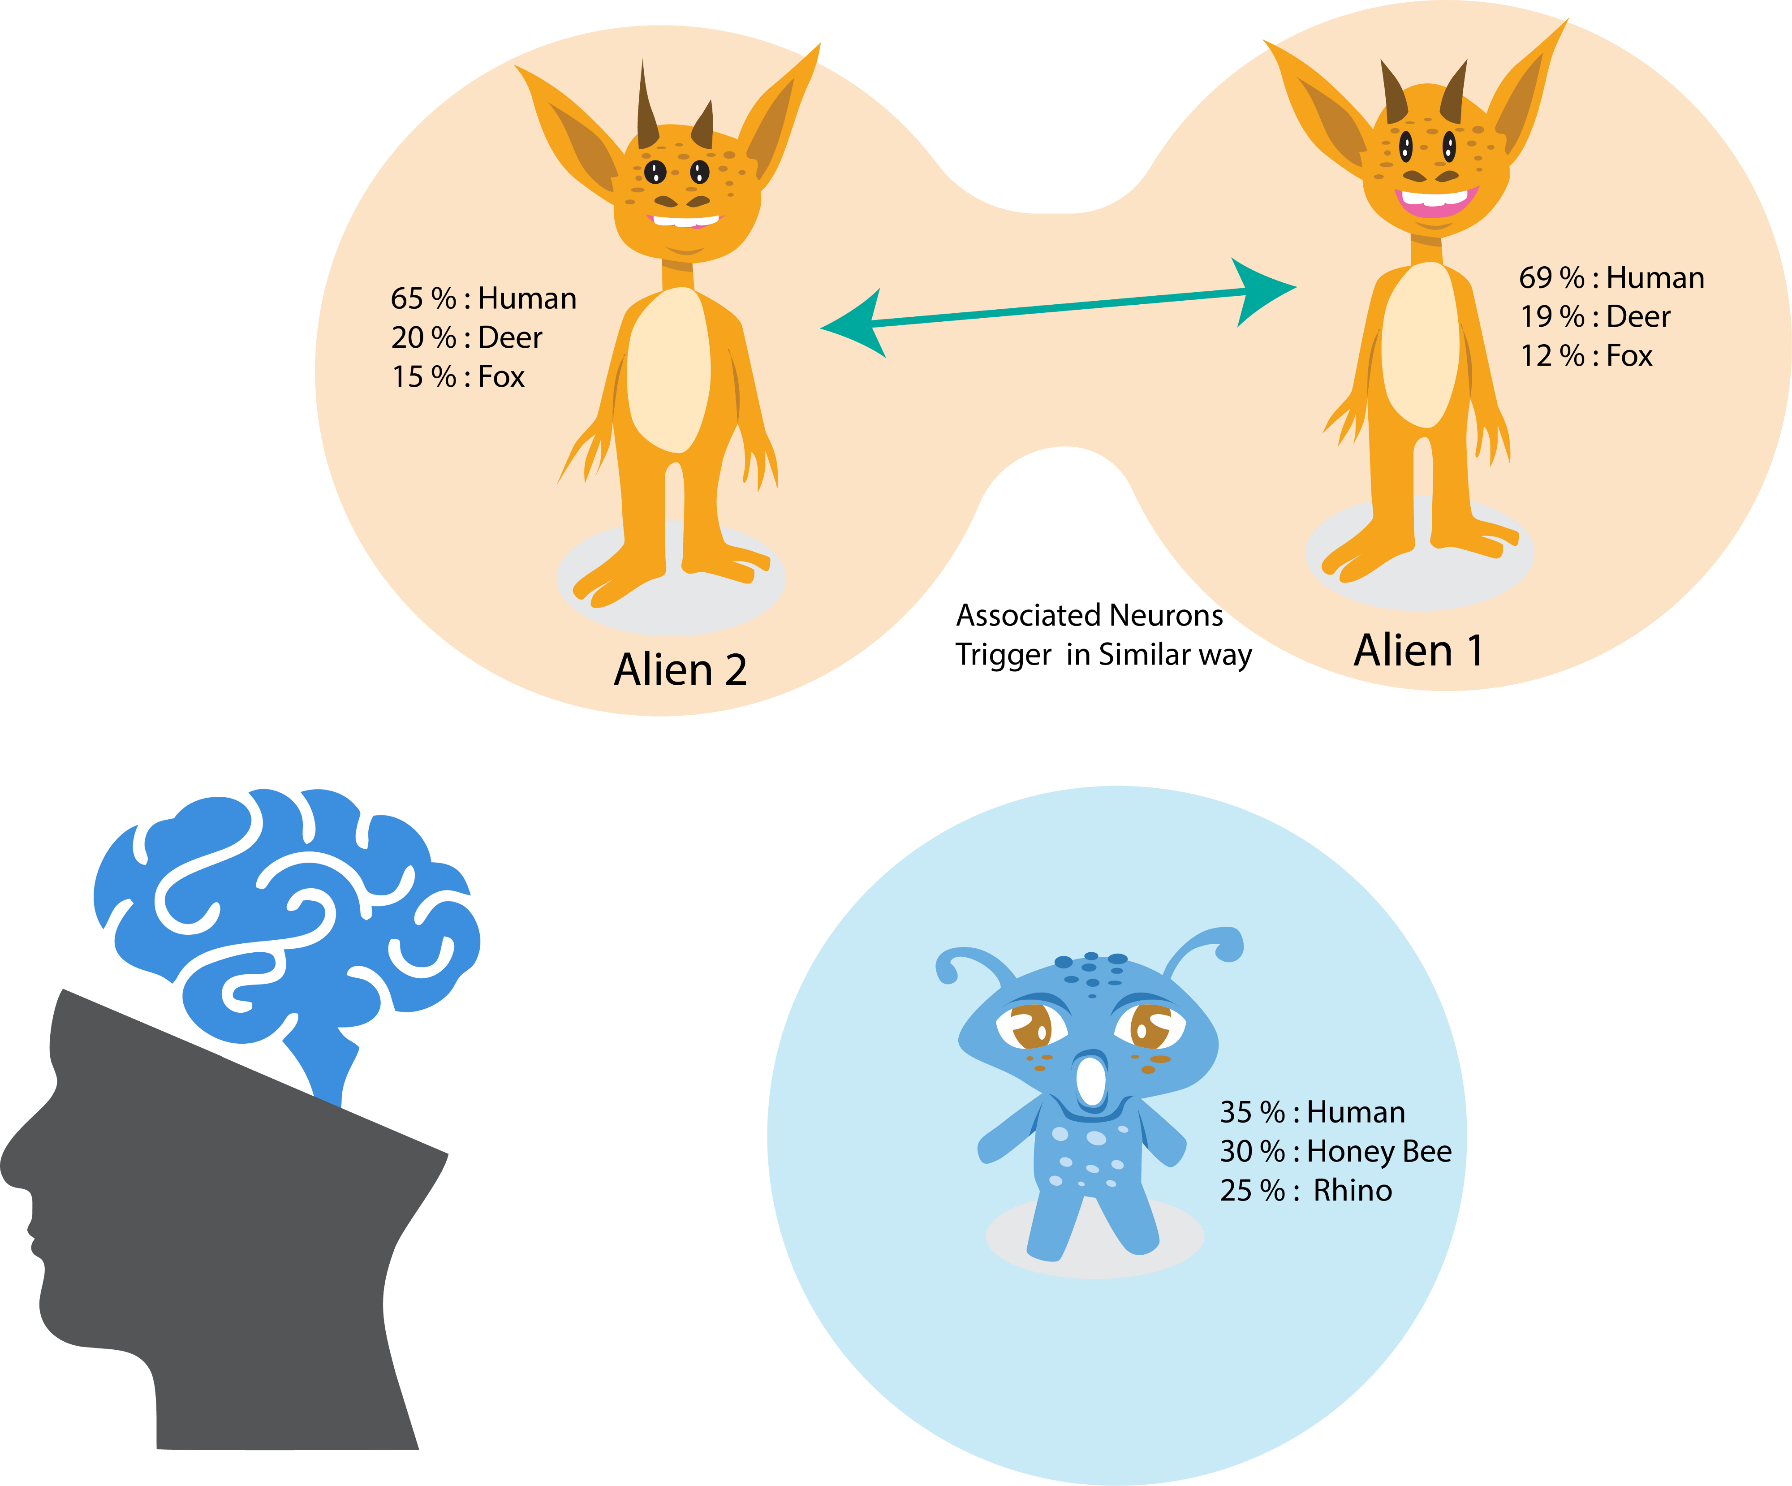 65 % : Human
20 % : Deer
15 % : Fox
Alien 2
69 % : Human
19 % : Deer
12 % : Fox
Alien 1
Associated Neurons
Trigger in Similar way
35 % : Human
30 % : Honey Bee
25 % : Rhino